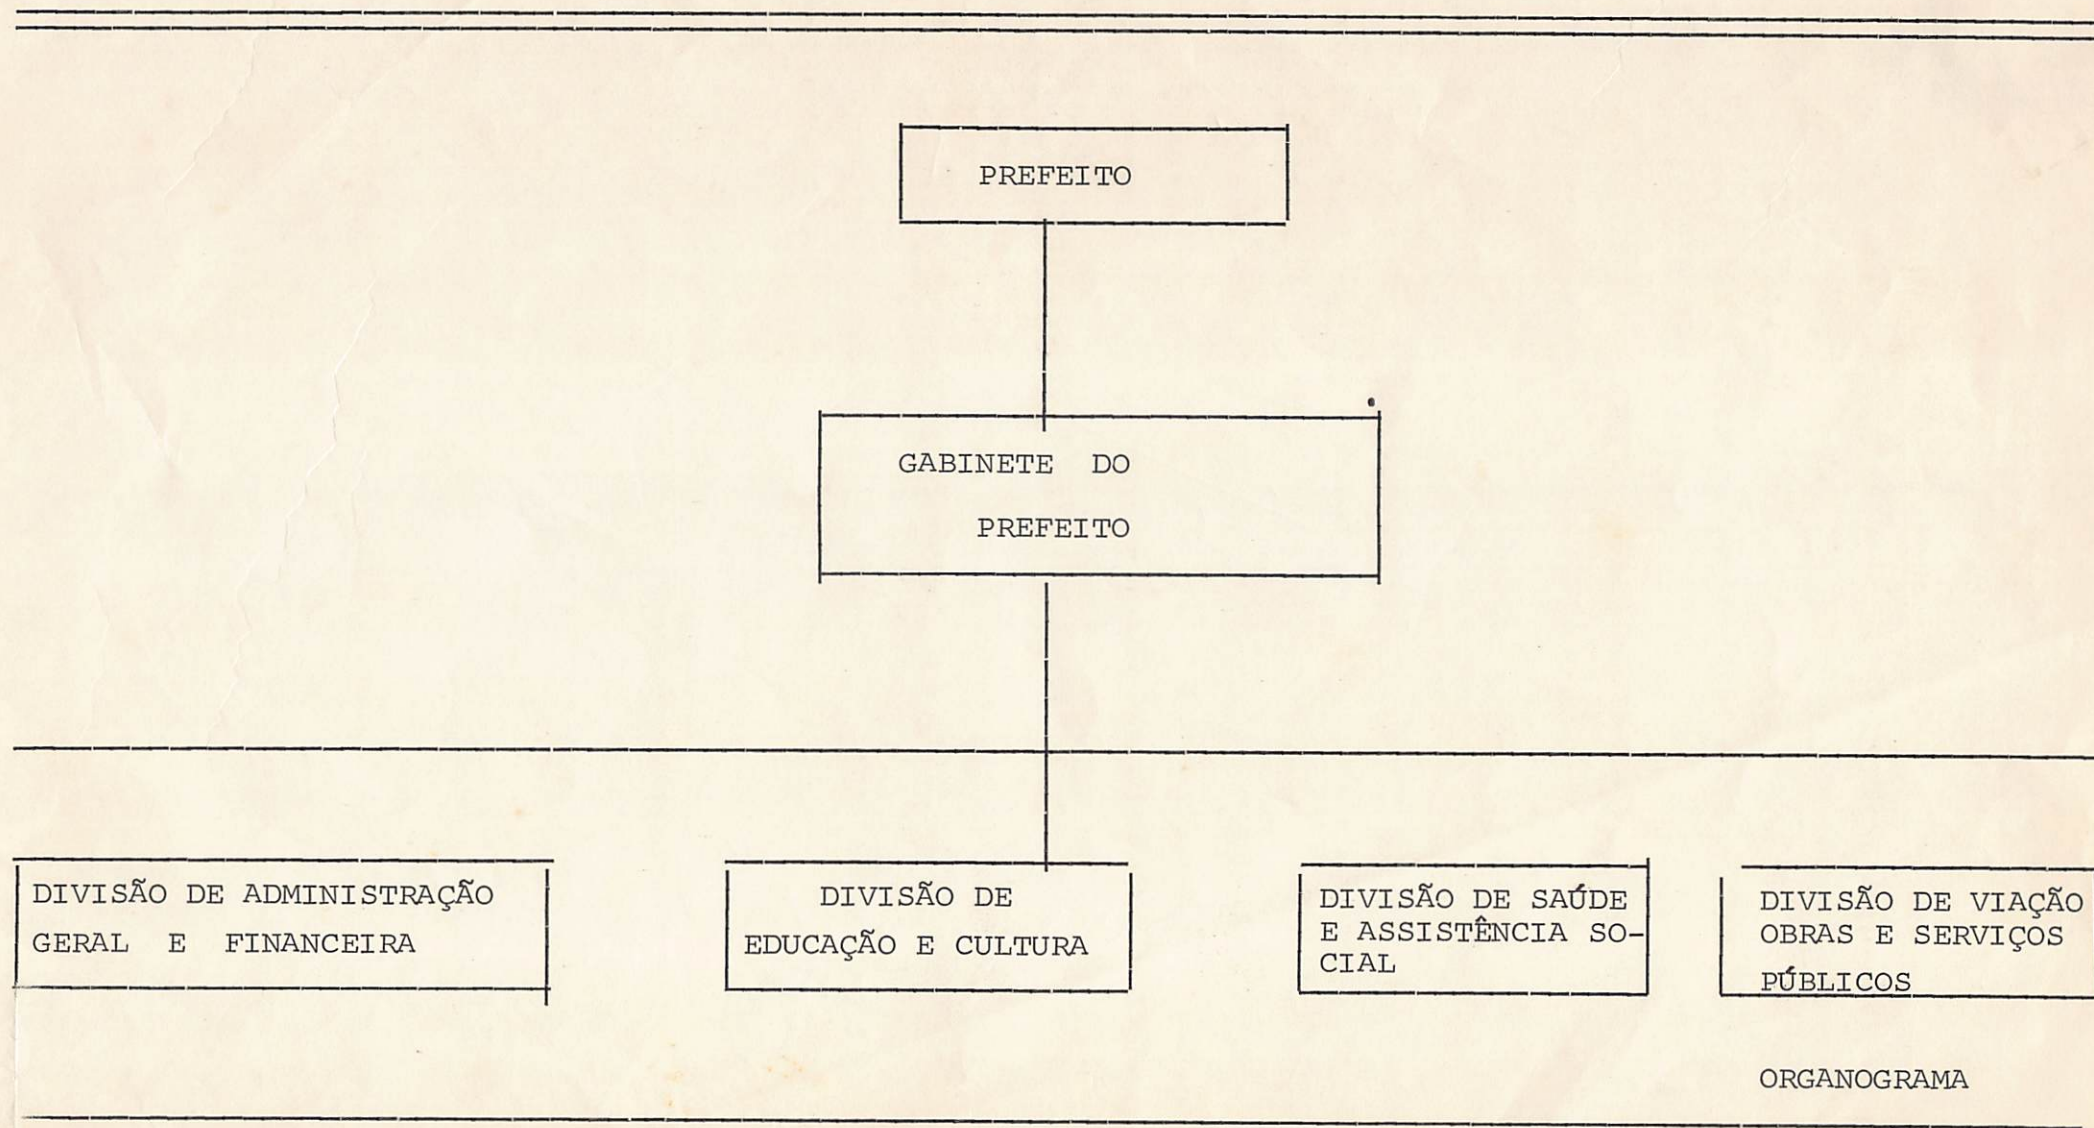 PREFEITO
GABINETE DO
PREFEITO
DIVISÃO DE ADMINISTRAÇÃO
GERAL E FINANCEIRA
DIVISÃO DE
EDUCAÇÃO E CULTURA
DIVISÃO DE SAÚDE
E ASSISTÊNCIA SO-
CIAL
DIVISÃO DE VIAÇÃO
OBRAS E SERVIÇOS
PÚBLICOS
ORGANOGRAMA